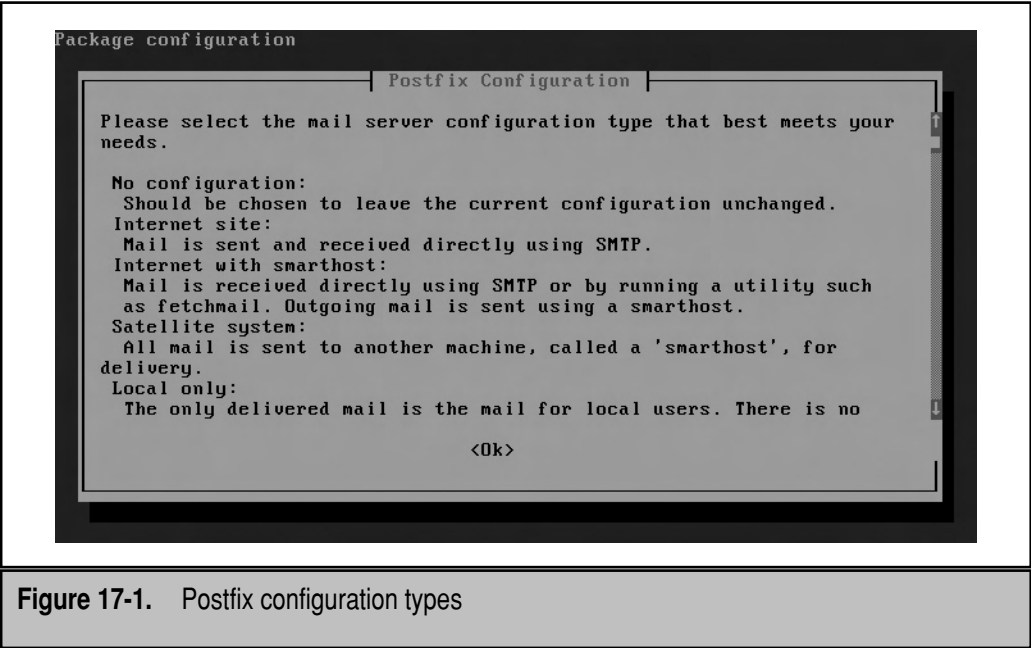 Package configuration
Postfix Configuration
Please select the mail server configuration type that best meets your
needs.
No configuration:
Should be chosen to leave the current configuration unchanged.
Internet site:
Mail is sent and received directly using SMTP.
Internet with smarthost:
Mail is received directly using SMTP or by running a utility such
as fetchmail. Outgoing mail is sent using a smarthost.
Satellite system:
All mail is sent to another machine, called a 'smarthost', for
delivery.
Local only:
The only delivered mail is the mail for local users. There is no
<Ok>
Figure 17-1. Postfix configuration types